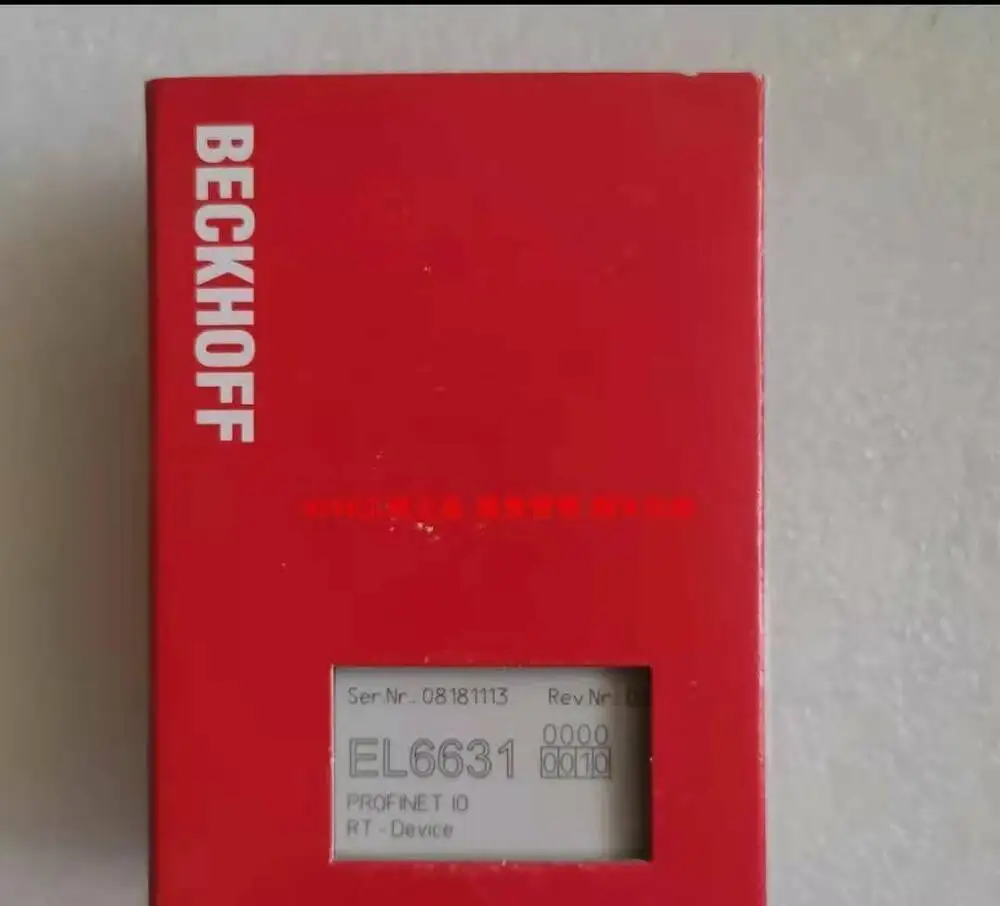 BECKHOFF
Ser.Nr. 08181113 Rev Nr.
EL6631 0000
0010
PROFINET IO
RT - Device